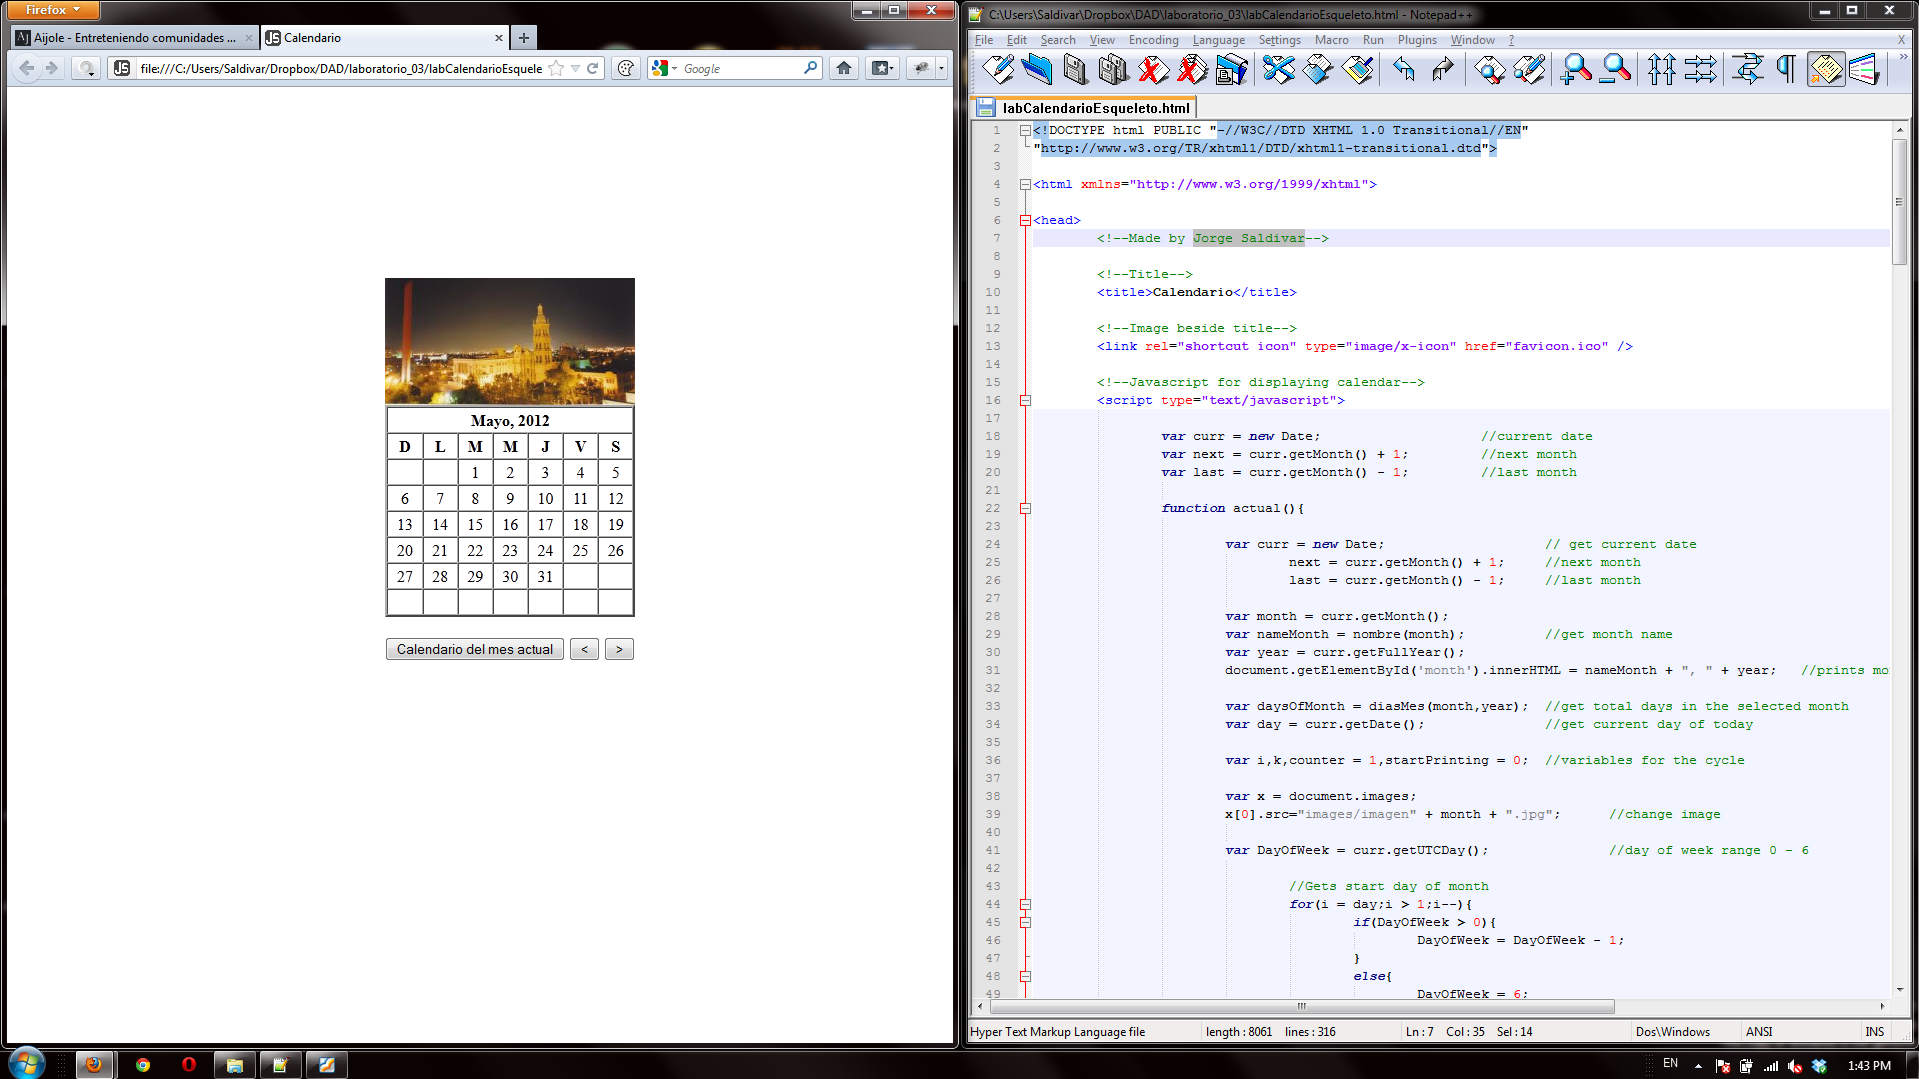 Firefox
Aijole - Entreteniendo comunidades ...
Calendario
file:///C:/Users/Saldivar/Dropbox/DAD/laboratorio_03/labCalendarioEsquele
Google
Mayo, 2012
D L M M J V S
1 2 3 4 5
6 7 8 9 10 11 12
13 14 15 16 17 18 19
20 21 22 23 24 25 26
27 28 29 30 31
Calendario del mes actual < >
C:\Users\Saldivar\Dropbox\DAD\laboratorio_03\labCalendarioEsqueleto.html - Notepad++
File Edit Search View Encoding Language Settings Macro Run Plugins Window ? X
labCalendarioEsqueleto.html
1 <!DOCTYPE html PUBLIC "-//W3C//DTD XHTML 1.0 Transitional//EN"
2 "http://www.w3.org/TR/xhtml1/DTD/xhtml1-transitional.dtd">
3
4 <html xmlns="http://www.w3.org/1999/xhtml">
5
6 <head>
7 <!--Made by Jorge Saldivar-->
8
9 <!--Title-->
10 <title>Calendario</title>
11
12 <!--Image beside title-->
13 <link rel="shortcut icon" type="image/x-icon" href="favicon.ico" />
14
15 <!--Javascript for displaying calendar-->
16 <script type="text/javascript">
17
18 var curr = new Date; //current date
19 var next = curr.getMonth() + 1; //next month
20 var last = curr.getMonth() - 1; //last month
21
22 function actual(){
23
24 var curr = new Date; // get current date
25 next = curr.getMonth() + 1; //next month
26 last = curr.getMonth() - 1; //last month
27
28 var month = curr.getMonth();
29 var nameMonth = nombre(month); //get month name
30 var year = curr.getFullYear();
31 document.getElementById('month').innerHTML = nameMonth + ", " + year; //prints mo
32
33 var daysOfMonth = diasMes(month,year); //get total days in the selected month
34 var day = curr.getDate(); //get current day of today
35
36 var i,k,counter = 1,startPrinting = 0; //variables for the cycle
37
38 var x = document.images;
39 x[0].src="images/imagen" + month + ".jpg"; //change image
40
41 var DayOfWeek = curr.getUTCDay(); //day of week range 0 - 6
42
43 //Gets start day of month
44 for(i = day;i > 1;i--){
45 if(DayOfWeek > 0){
46 DayOfWeek = DayOfWeek - 1;
47 }
48 else{
49 DayOfWeek = 6;
Hyper Text Markup Language file length : 8061 lines : 316 Ln : 7 Col : 35 Sel : 14 Dos\Windows ANSI INS
EN 1:43 PM